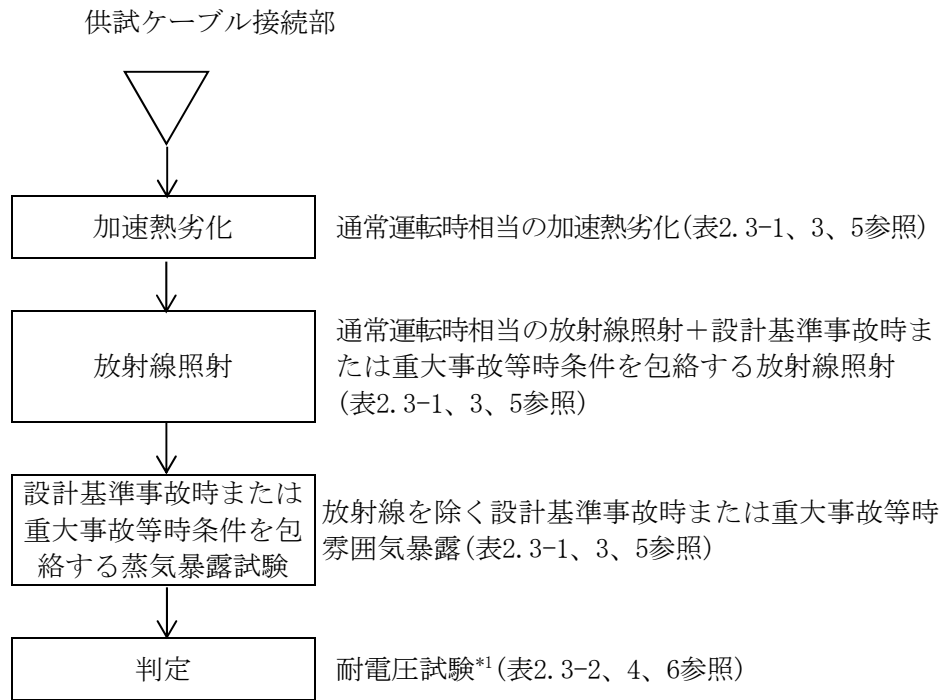 供試ケーブル接続部
加速熱劣化
通常運転時相当の加速熱劣化(表2.3-1、3、5参照)
放射線照射
通常運転時相当の放射線照射＋設計基準事故時ま
たは重大事故等時条件を包絡する放射線照射
(表2.3-1、3、5参照)
設計基準事故時または
重大事故等時条件を包
絡する蒸気暴露試験
放射線を除く設計基準事故時または重大事故等時
雰囲気暴露(表2.3-1、3、5参照)
判定
耐電圧試験*1(表2.3-2、4、6参照)